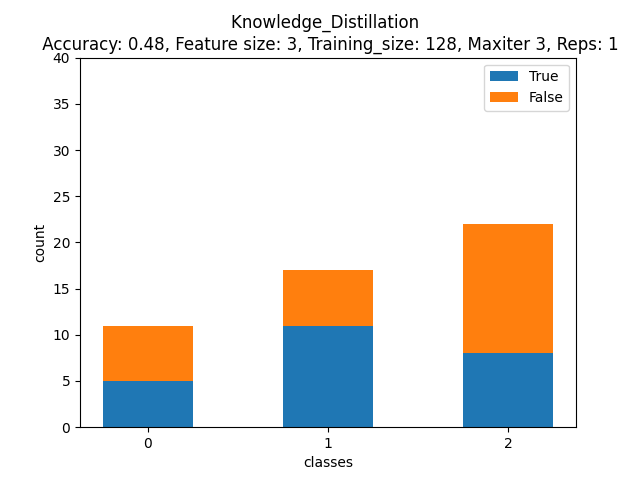 Knowledge_Distillation
Accuracy: 0.48, Feature size: 3, Training_size: 128, Maxiter 3, Reps: 1
True
False
40
35
30
25
20
15
10
5
0
count
0 1 2
classes